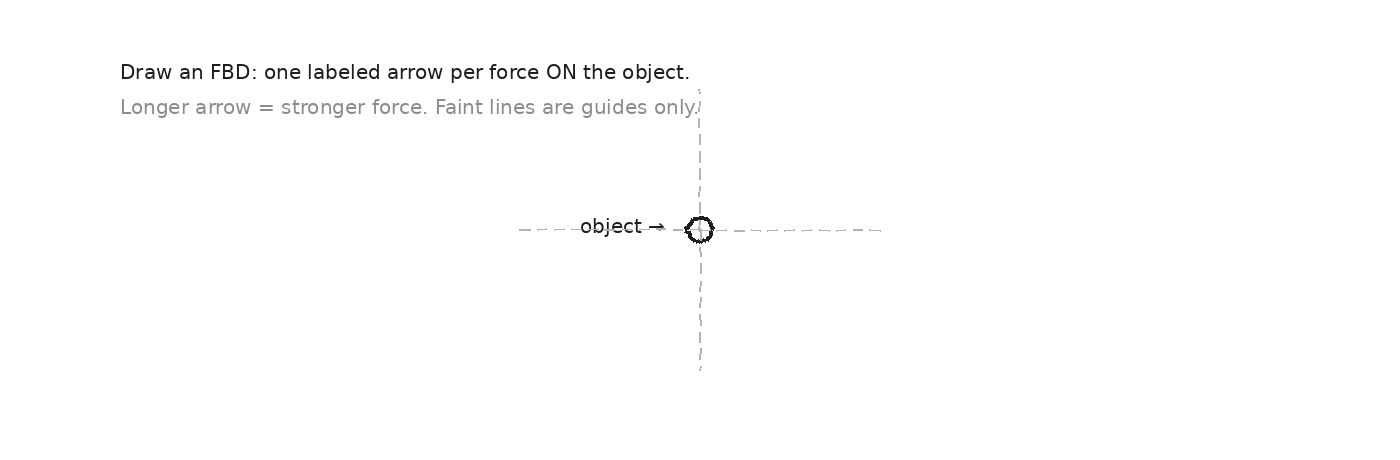 Draw an FBD: one labeled arrow per force ON the object.
Longer arrow = stronger force. Faint lines are guides only.
object →